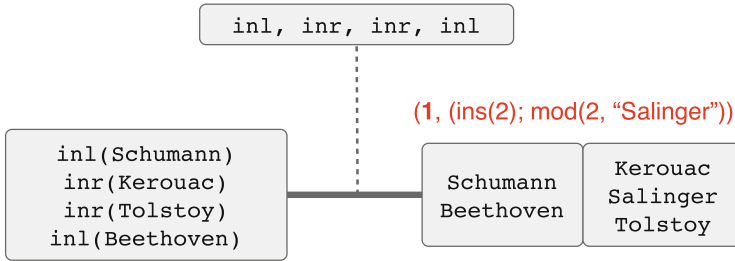 inl, inr, inr, inl
(1, (ins(2); mod(2, “Salinger”))
inl(Schumann)
inr(Kerouac)
inr(Tolstoy)
inl(Beethoven)
Schumann
Beethoven
Kerouac
Salinger
Tolstoy